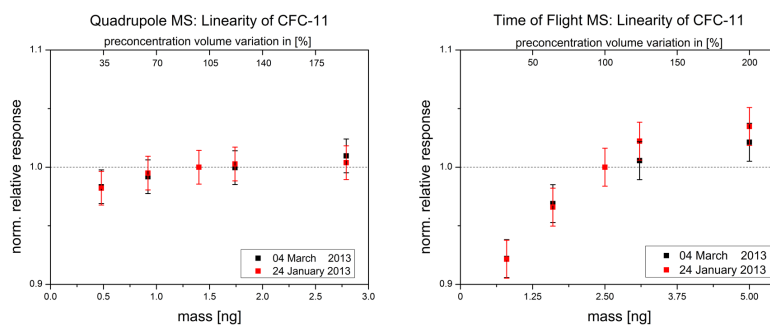 Quadrupole MS: Linearity of CFC-11
preconcentration volume variation in [%]
35 70 105 140 175
1.1
1.0
0.9
norm. relative response
04 March 2013
24 January 2013
0.0 0.5 1.0 1.5 2.0 2.5 3.0
mass [ng]
Time of Flight MS: Linearity of CFC-11
preconcentration volume variation in [%]
50 100 150 200
1.1
1.0
0.9
norm. relative response
04 March 2013
24 January 2013
0 1.25 2.50 3.75 5.00
mass [ng]